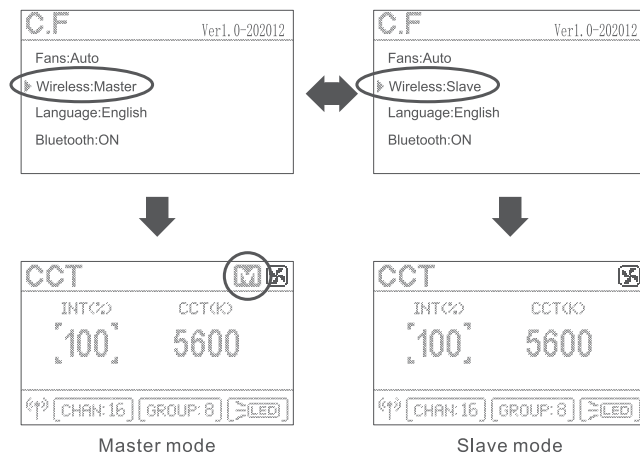 C.F Ver1.0-202012
Fans:Auto
Wireless:Master
Language:English
Bluetooth:ON
C.F Ver1.0-202012
Fans:Auto
Wireless:Slave
Language:English
Bluetooth:ON
CCT M
INT(%) CCT(K)
100 5600
CHAN:16 GROUP:8 LED
Master mode
CCT
INT(%) CCT(K)
100 5600
CHAN:16 GROUP:8 LED
Slave mode